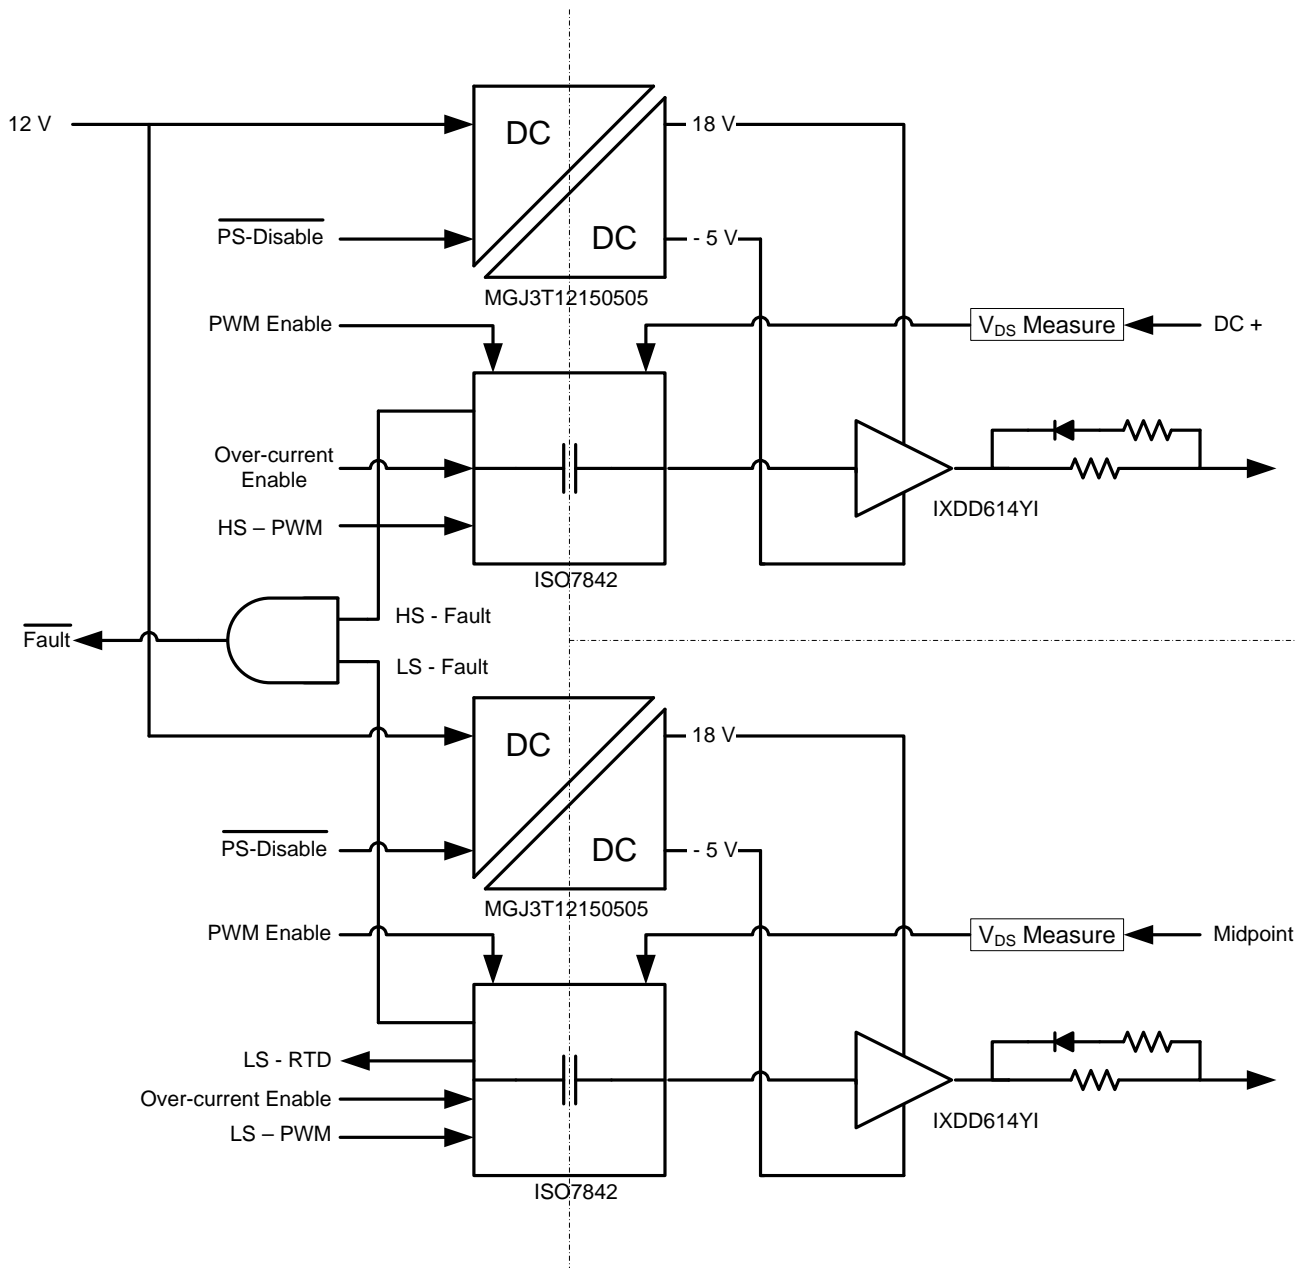 12 V
DC
18 V
PS-Disable
DC
- 5 V
MGJ3T12150505
PWM Enable
VDS Measure
DC +
Over-current
Enable
HS – PWM
IXDD614YI
ISO7842
HS - Fault
Fault
LS - Fault
DC
18 V
PS-Disable
DC
- 5 V
MGJ3T12150505
PWM Enable
VDS Measure
Midpoint
LS - RTD
Over-current Enable
LS – PWM
IXDD614YI
ISO7842